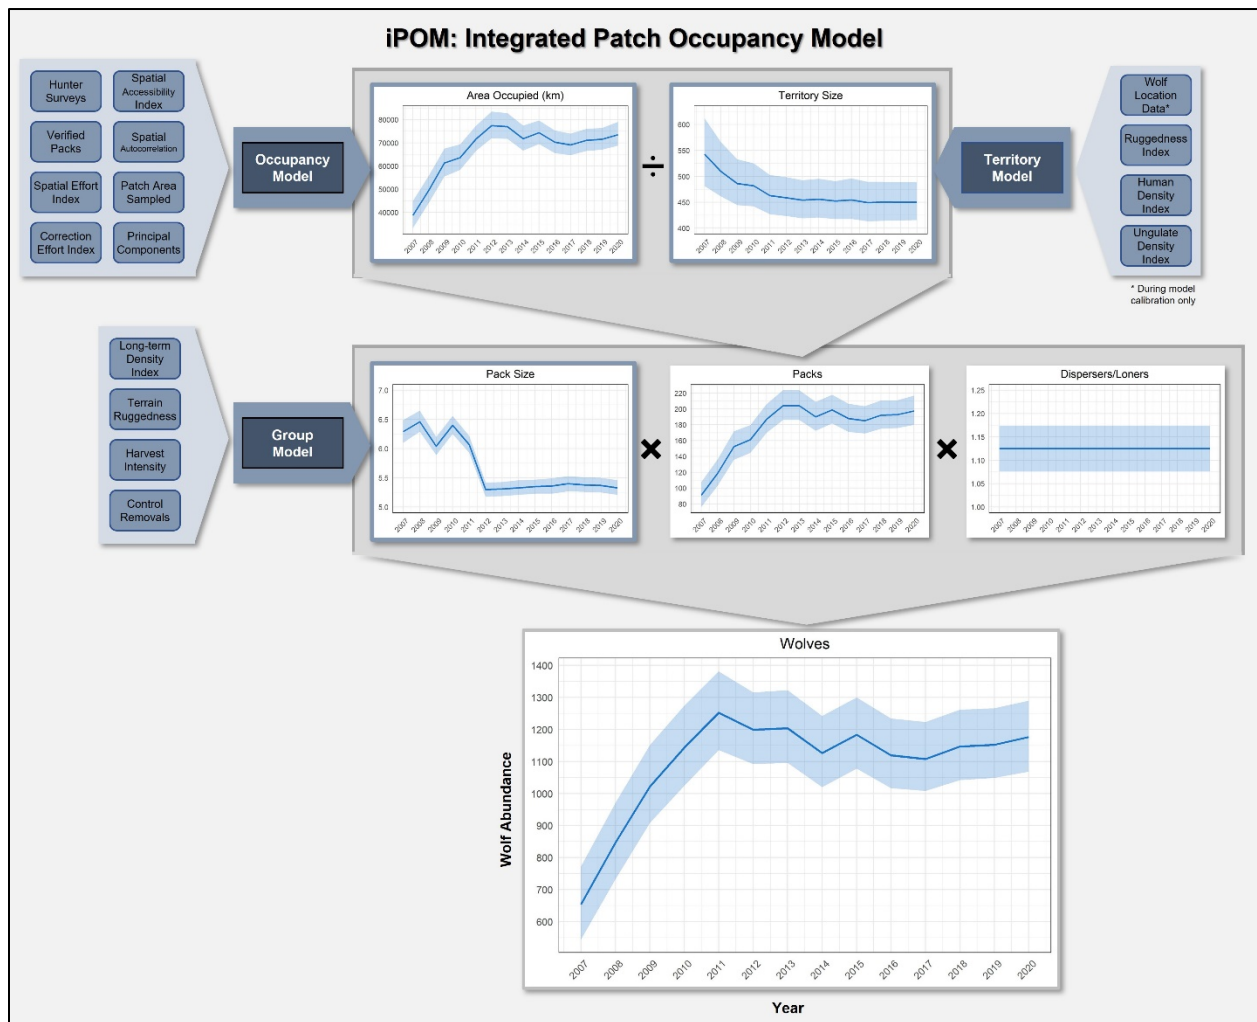 iPOM: Integrated Patch Occupancy Model
Hunter
Surveys
Spatial
Accessibility
Index
Verified
Packs
Spatial
Autocorrelation
Spatial Effort
Index
Patch Area
Sampled
Correction
Effort Index
Principal
Components
Occupancy
Model
Area Occupied (km)
80000
70000
60000
50000
40000
2007 2008 2009 2010 2011 2012 2013 2014 2015 2016 2017 2018 2019 2020
÷
Territory Size
600
550
500
450
400
2007 2008 2009 2010 2011 2012 2013 2014 2015 2016 2017 2018 2019 2020
Territory
Model
Wolf
Location
Data*
Ruggedness
Index
Human
Density
Index
Ungulate
Density
Index
* During model
calibration only
Long-term
Density
Index
Terrain
Ruggedness
Harvest
Intensity
Control
Removals
Group
Model
Pack Size
7.0
6.5
6.0
5.5
5.0
2007 2008 2009 2010 2011 2012 2013 2014 2015 2016 2017 2018 2019 2020
×
Packs
220
200
180
160
140
120
100
80
2007 2008 2009 2010 2011 2012 2013 2014 2015 2016 2017 2018 2019 2020
×
Dispersers/Loners
1.25
1.20
1.15
1.10
1.05
1.00
2007 2008 2009 2010 2011 2012 2013 2014 2015 2016 2017 2018 2019 2020
Wolves
Wolf Abundance
1400
1300
1200
1100
1000
900
800
700
600
2007 2008 2009 2010 2011 2012 2013 2014 2015 2016 2017 2018 2019 2020
Year